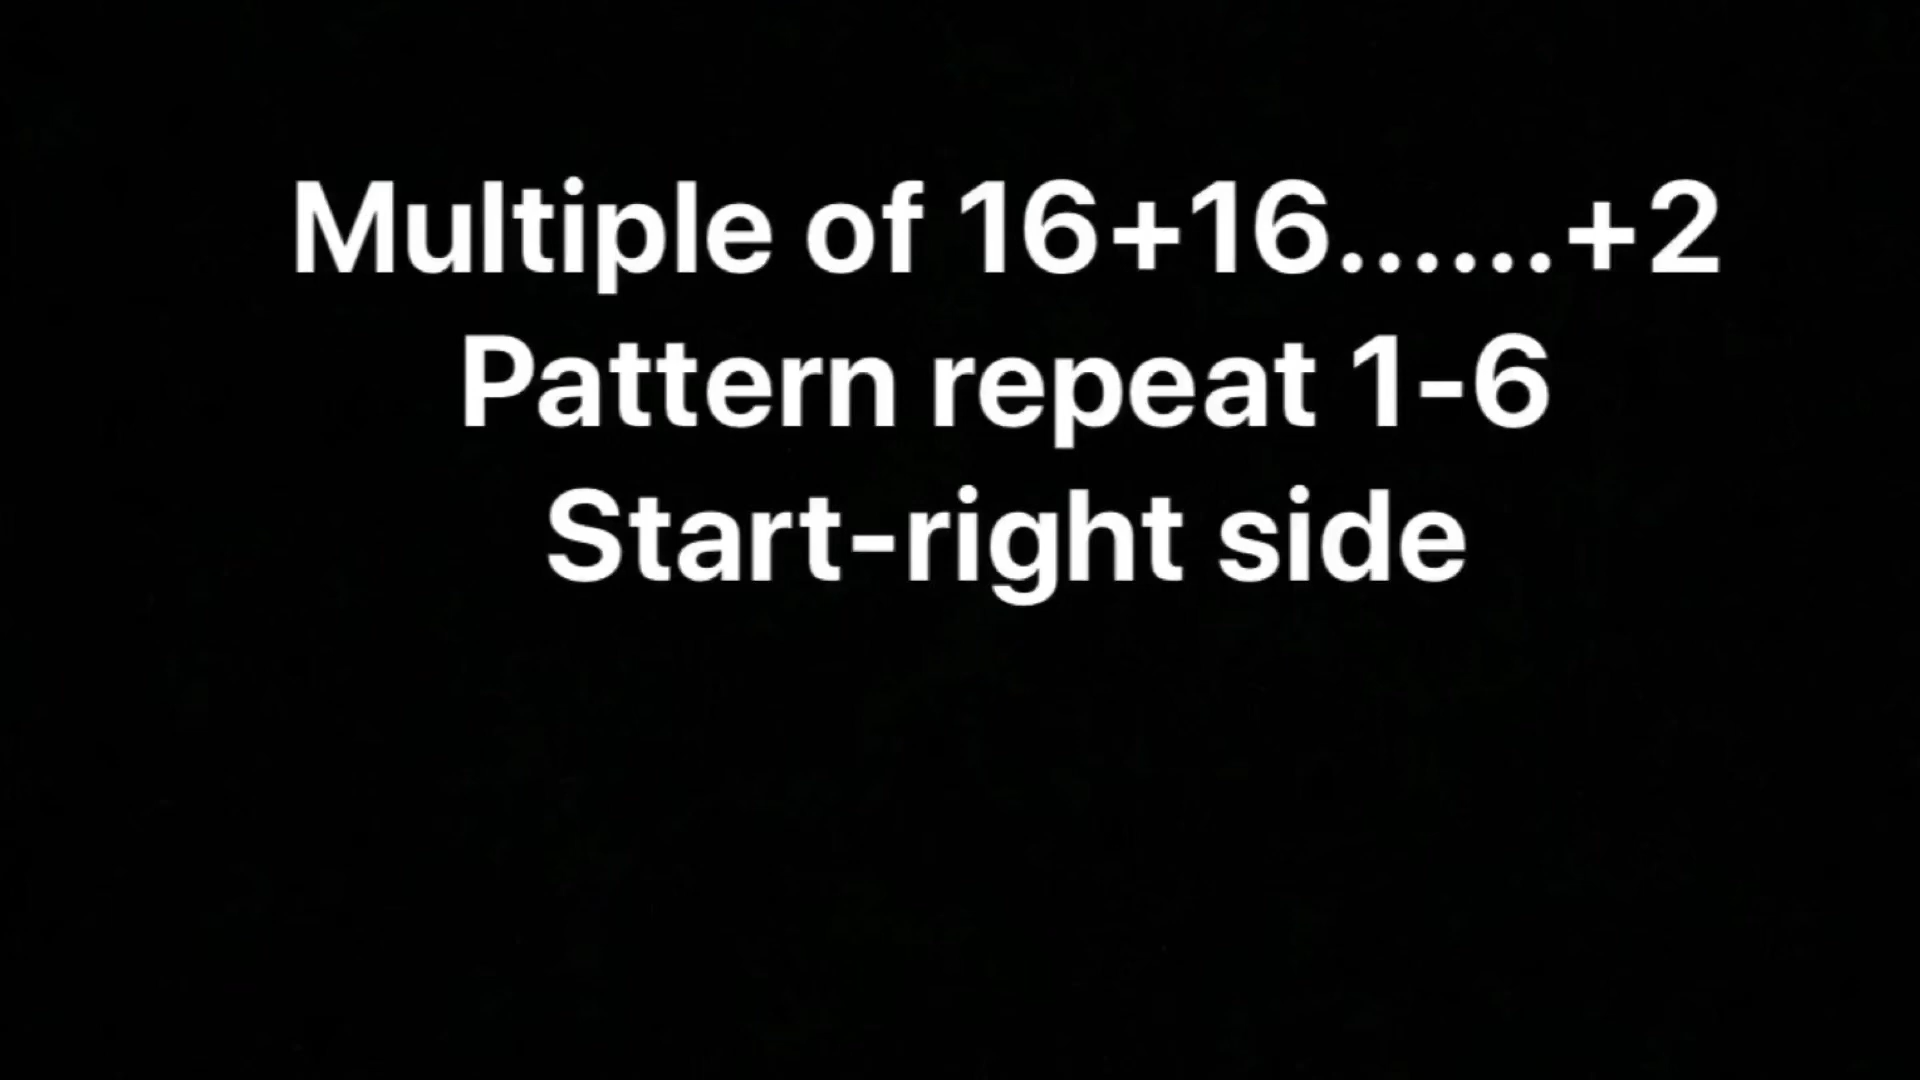 Multiple of 16+16......+2
Pattern repeat 1-6
Start-right side